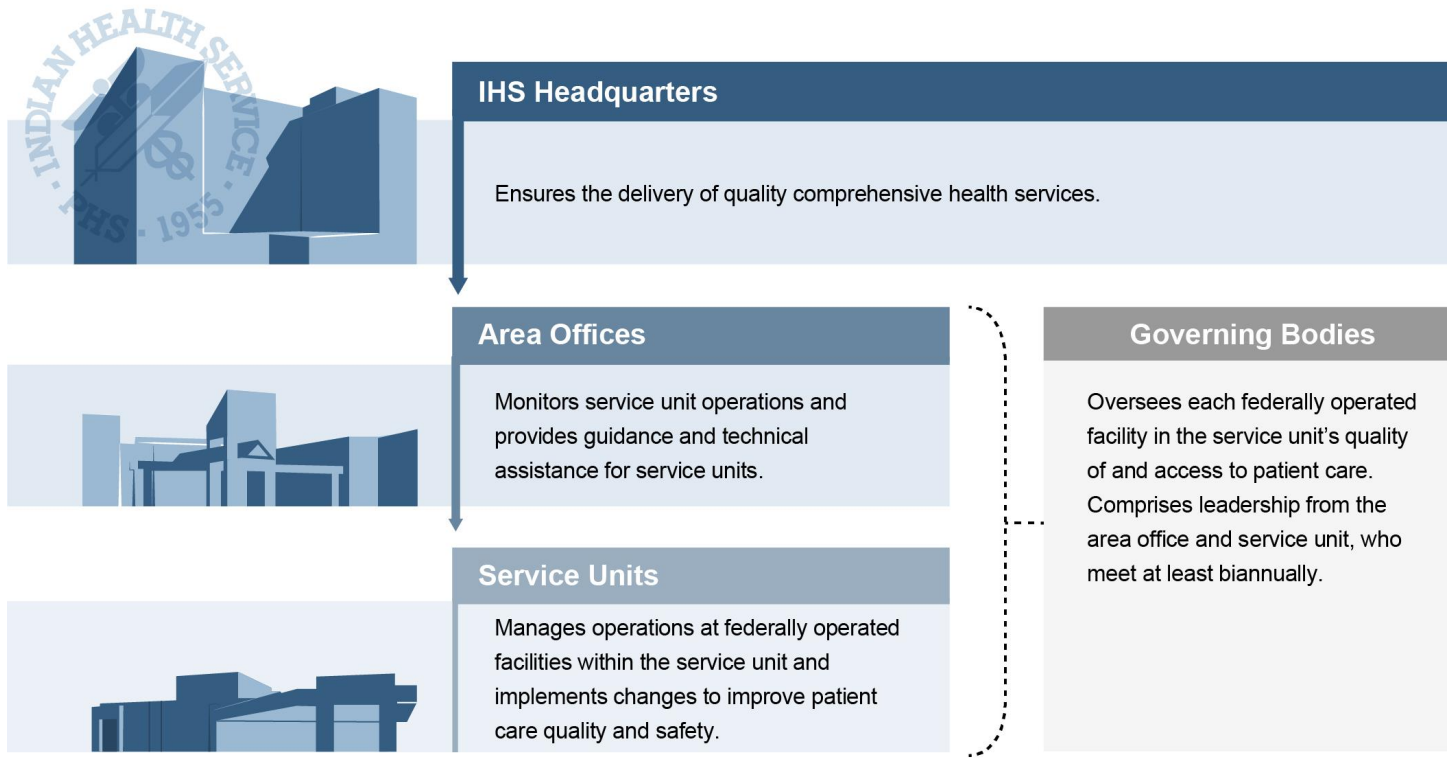 INDIAN HEALTH SERVICE · PHS · 1955 ·
IHS Headquarters
Ensures the delivery of quality comprehensive health services.
Area Offices
Monitors service unit operations and
provides guidance and technical
assistance for service units.
Service Units
Manages operations at federally operated
facilities within the service unit and
implements changes to improve patient
care quality and safety.
Governing Bodies
Oversees each federally operated
facility in the service unit’s quality
of and access to patient care.
Comprises leadership from the
area office and service unit, who
meet at least biannually.